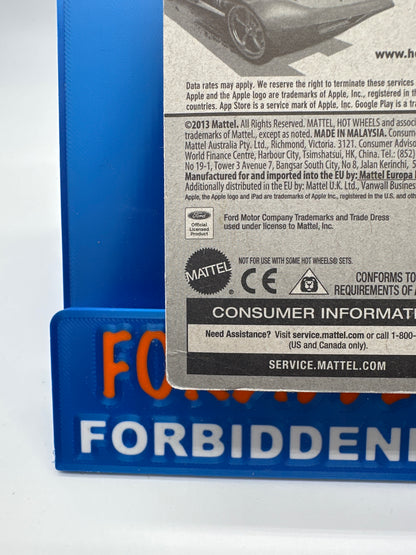 www.h
Data rates may apply. We reserve the right to terminate these services
Apple and the Apple logo are trademarks of Apple, Inc., registered in th
countries. App Store is a service mark of Apple, Inc. Google Play is a tr
©2013 Mattel. All Rights Reserved. MATTEL, HOT WHEELS and associ
trademarks of Mattel, except as noted. MADE IN MALAYSIA. Consum
Mattel Australia Pty. Ltd., Richmond, Victoria. 3121. Consumer Adviso
World Finance Centre, Harbour City, Tsimshatsui, HK, China. Tel.: (852)
No 19-1, Tower 3 Avenue 7, Bangsar South City, No 8, Jalan Kerinchi, 5
Manufactured for and imported into the EU by: Mattel Europa
Additionally distributed in the EU by: Mattel U.K. Ltd., Vanwall Business
Apple, the Apple logo and iPad are trademarks of Apple Inc., registered in the U.S. and oth
Ford
Official
Licensed
Product
Ford Motor Company Trademarks and Trade Dress
used under license to Mattel, Inc.
MATTEL
NOT FOR USE WITH SOME HOT WHEELS® SETS.
CE
CONFORMS TO
REQUIREMENTS OF A
CONSUMER INFORMATI
Need Assistance? Visit service.mattel.com or call 1-800-
(US and Canada only).
SERVICE.MATTEL.COM
FORBIDDEN